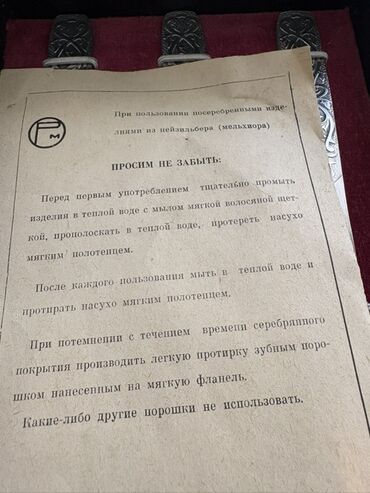 При пользовании посеребренными изде-
лиями из нейзильбера (мельхиора)
РМ
ПРОСИМ НЕ ЗАБЫТЬ:
Перед первым употреблением тщательно промыть
изделия в теплой воде с мылом мягкой волосяной щет-
кой, прополоскать в теплой воде, протереть насухо
мягким полотенцем.
После каждого пользования мыть в теплой воде и
протирать насухо мягким полотенцем.
При потемнении с течением времени серебрянного
покрытия производить легкую протирку зубным поро-
шком нанесенным на мягкую фланель.
Какие-либо другие порошки не использовать.